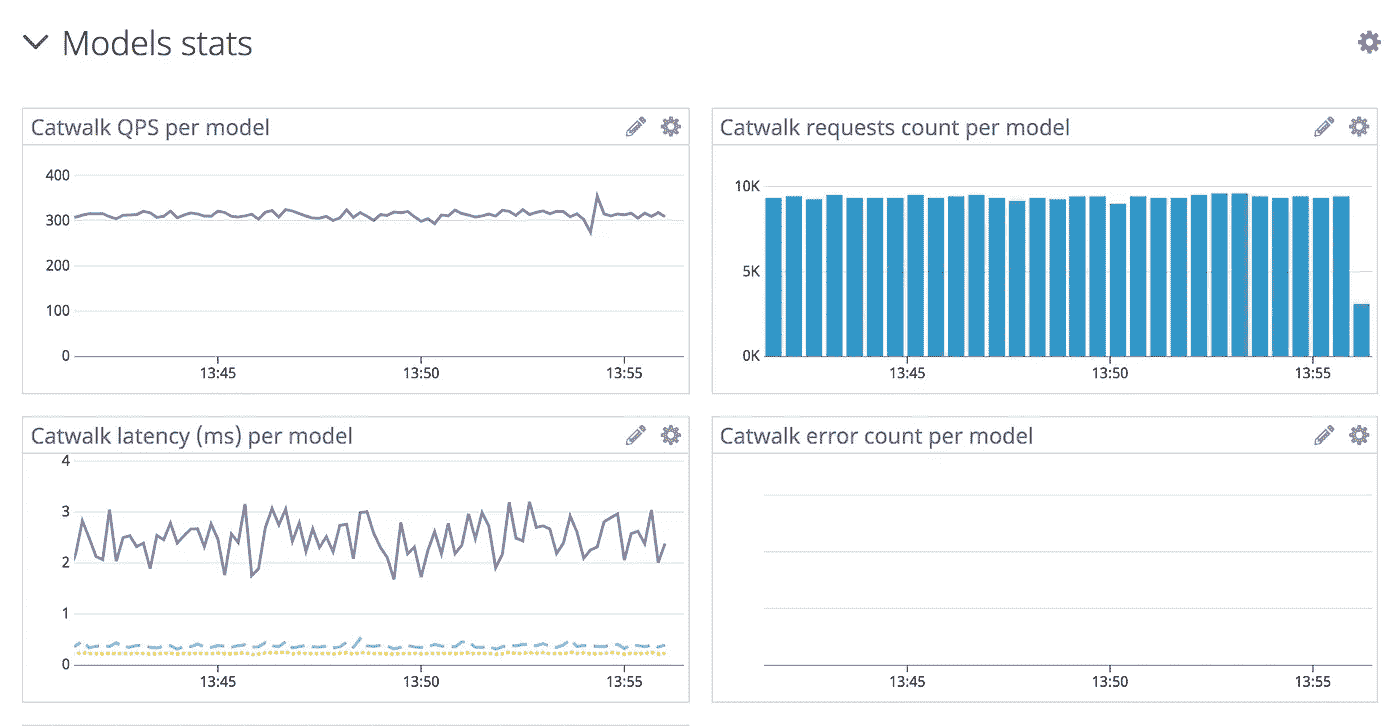 Models stats
Catwalk QPS per model
400
300
200
100
0
13:45 13:50 13:55
Catwalk requests count per model
10K
5K
0K
13:45 13:50 13:55
Catwalk latency (ms) per model
4
3
2
1
0
13:45 13:50 13:55
Catwalk error count per model
13:45 13:50 13:55